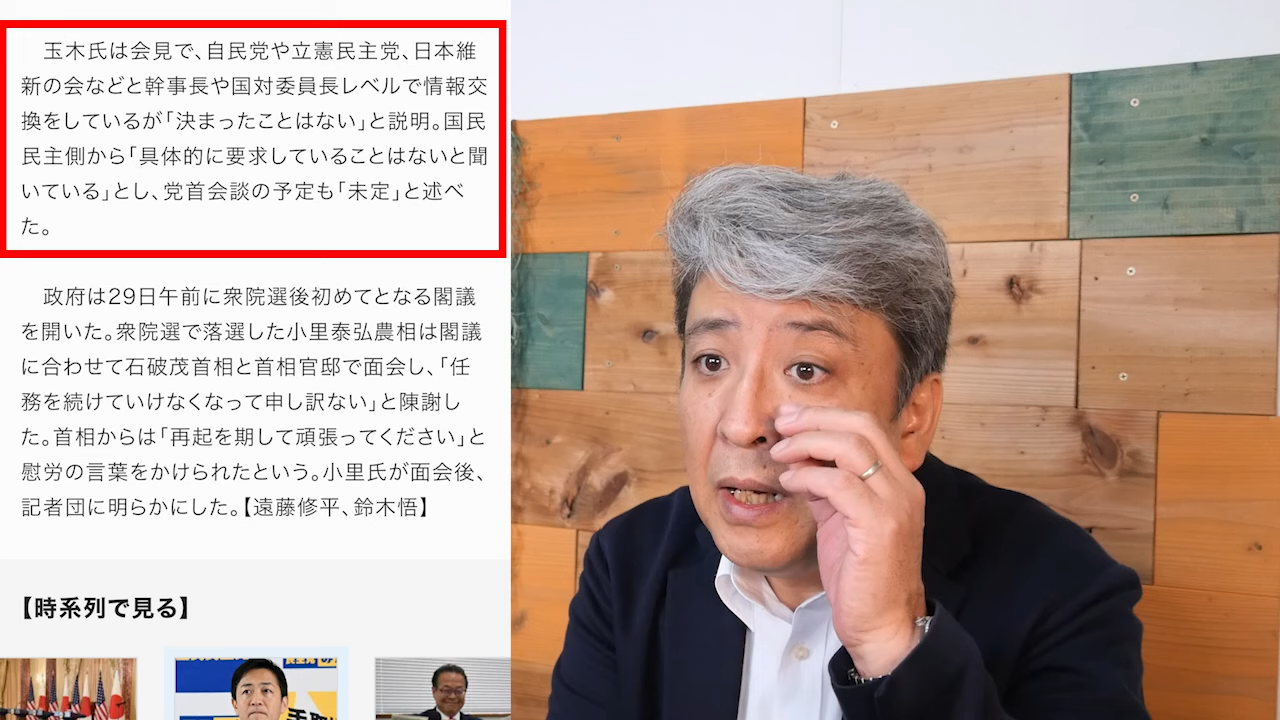 玉木氏は会見で、自民党や立憲民主党、日本維
新の会などと幹事長や国対委員長レベルで情報交
換をしているが「決まったことはない」と説明。国民
民主側から「具体的に要求していることはないと聞
いている」とし、党首会談の予定も「未定」と述べ
た。
政府は29日午前に衆院選後初めてとなる閣議
を開いた。衆院選で落選した小里泰弘農相は閣議
に合わせて石破茂首相と首相官邸で面会し、「任
務を続けていけなくなって申し訳ない」と陳謝し
た。首相からは「再起を期して頑張ってください」と
慰労の言葉をかけられたという。小里氏が面会後、
記者団に明らかにした。【遠藤修平、鈴木悟】
【時系列で見る】